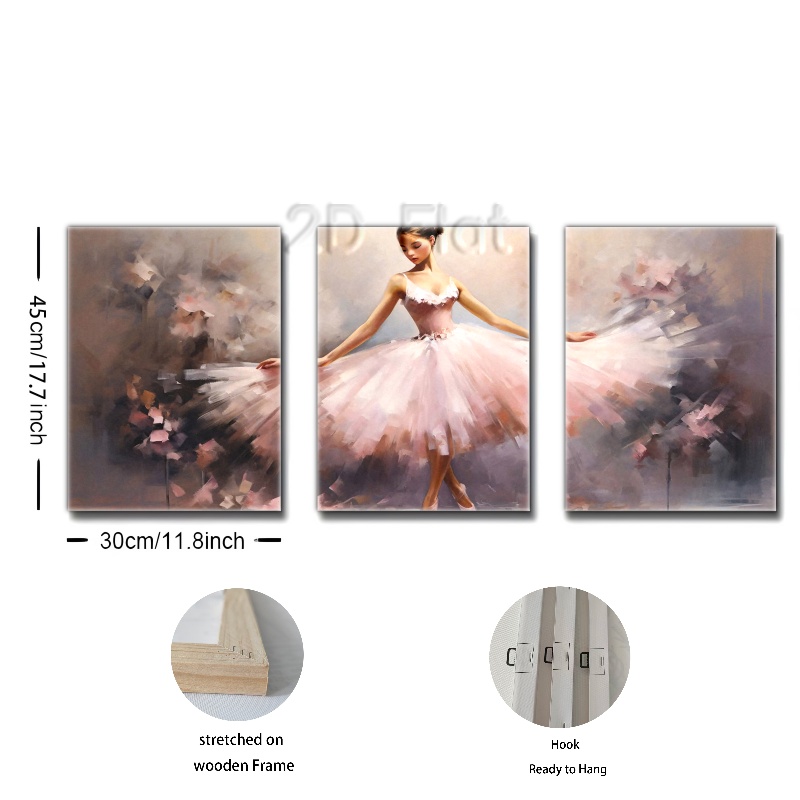 2D Flat
45cm/17.7inch
30cm/11.8inch
stretched on
wooden Frame
Hook
Ready to Hang